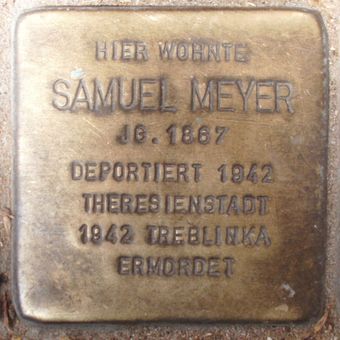 HIER WOHNTE
SAMUEL MEYER
JG. 1867
DEPORTIERT 1942
THERESIENSTADT
1942 TREBLINKA
ERMORDET